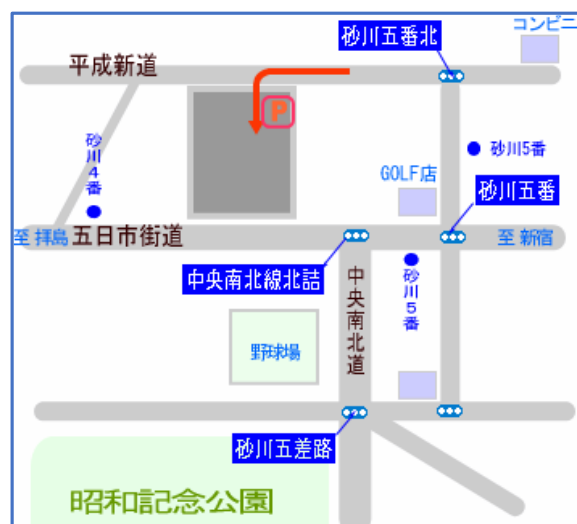 コンビニ
砂川五番北
平成新道
P
砂川4番
砂川5番
GOLF店
砂川五番
至 拝島
五日市街道
至 新宿
中央南北線北詰
中央南北道
砂川5番
野球場
砂川五差路
昭和記念公園